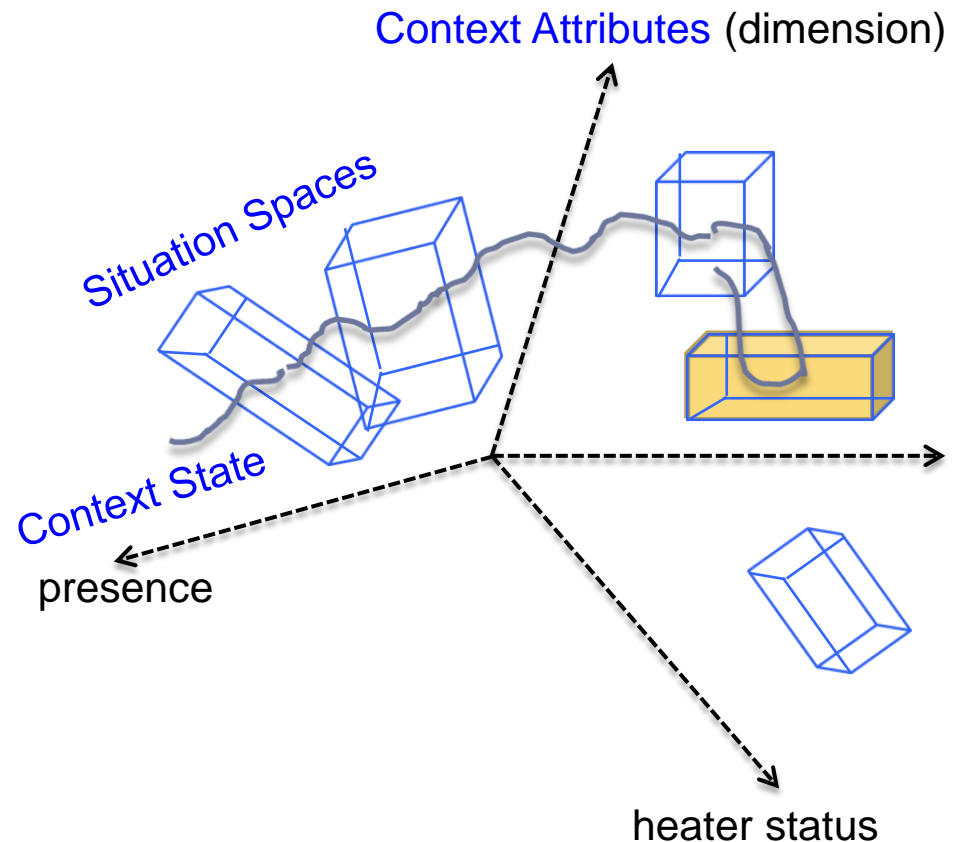 Context Attributes (dimension)
Situation Spaces
Context State
presence
heater status